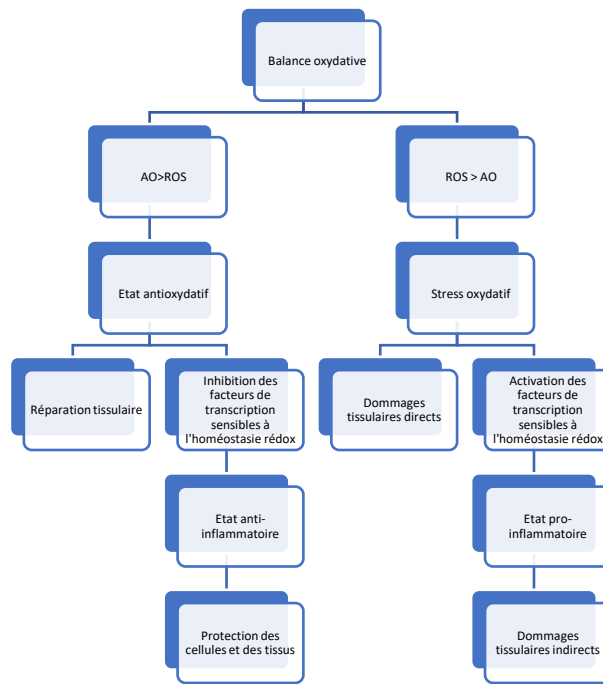 Balance oxydative
AO>ROS
ROS > AO
Etat antioxydatif
Stress oxydatif
Réparation tissulaire
Inhibition des
facteurs de
transcription
sensibles à
l'homéostasie rédox
Dommages
tissulaires directs
Activation des
facteurs de
transcription
sensibles à
l'homéostasie rédox
Etat anti-
inflammatoire
Etat pro-
inflammatoire
Protection des
cellules et des tissus
Dommages
tissulaires indirects